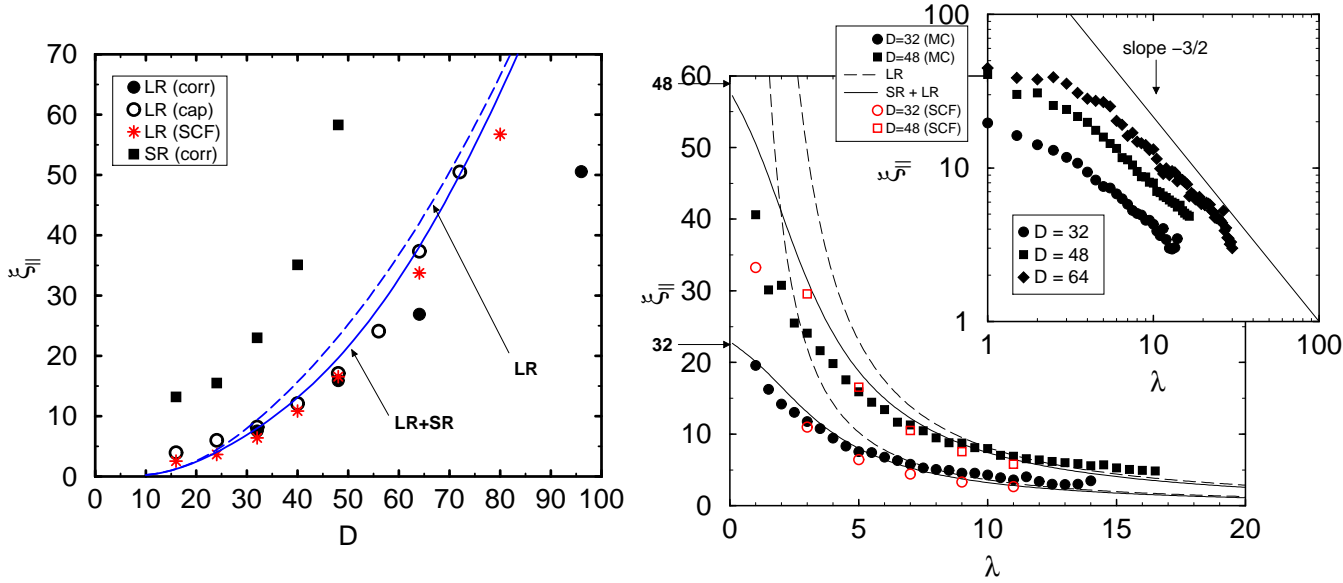 70
60
50
40
30
20
10
0
ξ||
LR (corr)
LR (cap)
LR (SCF)
SR (corr)
LR
LR+SR
0 10 20 30 40 50 60 70 80 90 100
D
60
50
40
30
20
10
0
48
32
ξ||
D=32 (MC)
D=48 (MC)
LR
SR + LR
D=32 (SCF)
D=48 (SCF)
0 5 10 15 20
λ
100
10
1
ξ||
slope −3/2
D = 32
D = 48
D = 64
1 10 100
λ